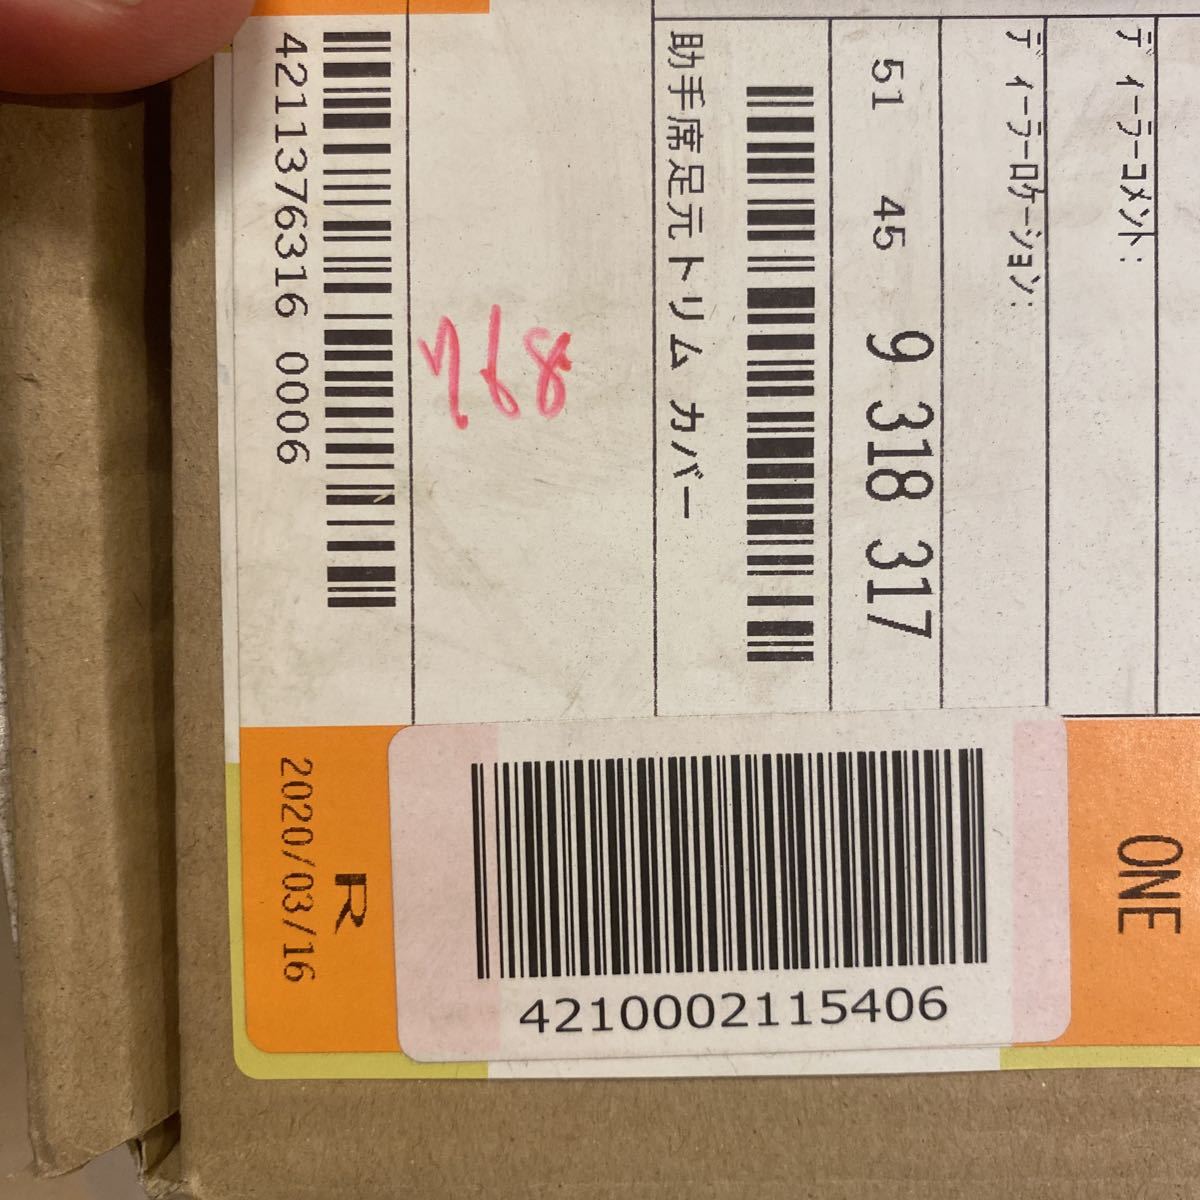 ディーラーコメント:
ディーラーロケーション:
51 45 9 318 317
助手席足元トリム カバー
768
4211376316 0006
ONE
R
2020/03/16
4210002115406